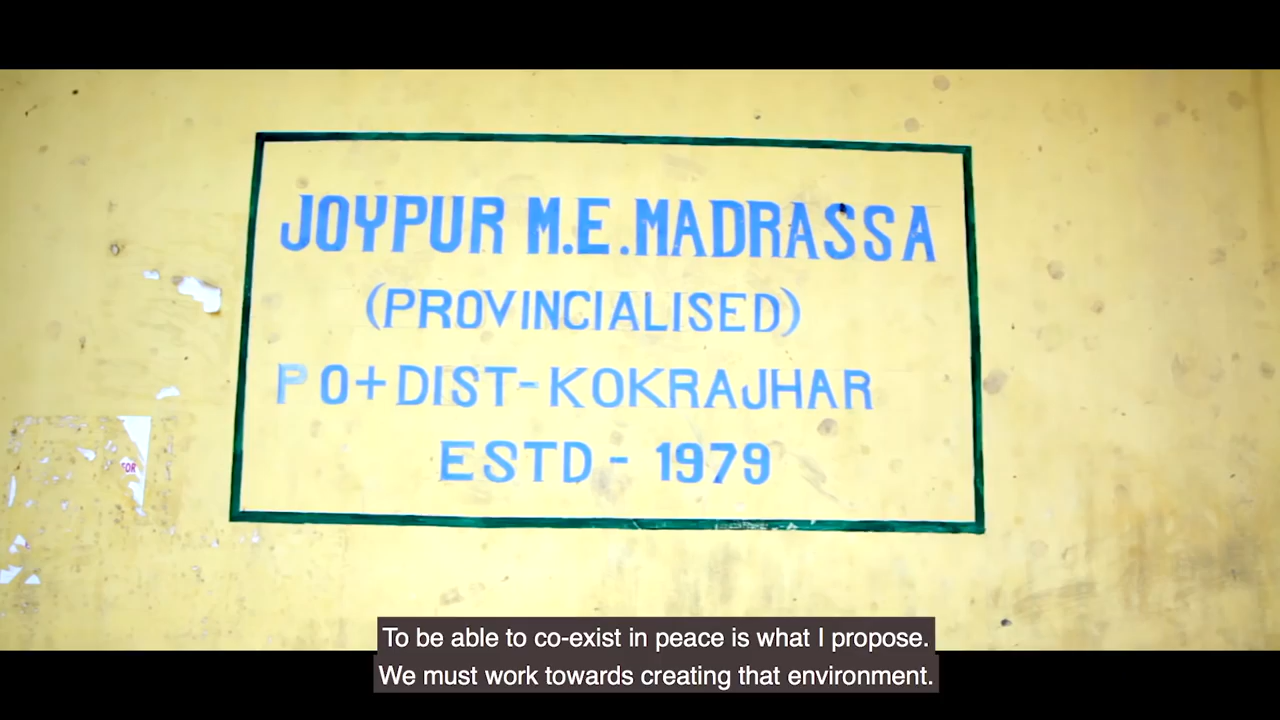 JOYPUR M.E. MADRASSA
(PROVINCIALISED)
P O+DIST-KOKRAJHAR
ESTD - 1979
FOR
To be able to co-exist in peace is what I propose.
We must work towards creating that environment.